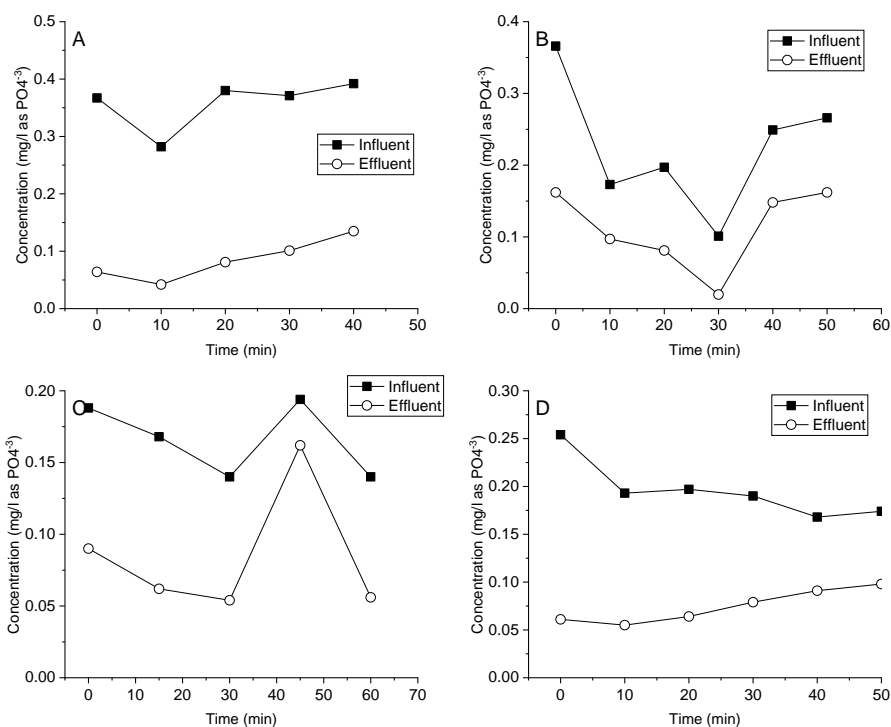 A
Influent
Effluent
Concentration (mg/l as PO4-3)
0.5
0.4
0.3
0.2
0.1
0.0
0 10 20 30 40 50
Time (min)
B
Influent
Effluent
Concentration (mg/l as PO4-3)
0.4
0.3
0.2
0.1
0.0
0 10 20 30 40 50 60
Time (min)
C
Influent
Effluent
Concentration (mg/l as PO4-3)
0.20
0.15
0.10
0.05
0.00
0 10 20 30 40 50 60 70
Time (min)
D
Influent
Effluent
Concentration (mg/l as PO4-3)
0.30
0.25
0.20
0.15
0.10
0.05
0.00
0 10 20 30 40 50
Time (min)